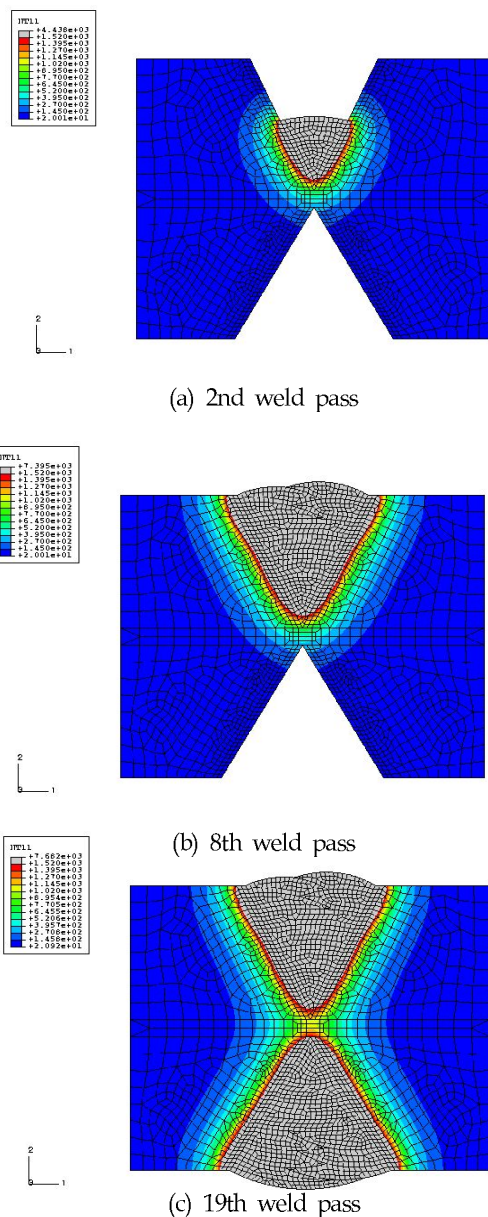 NT11
+4.438e+03
+1.520e+03
+1.395e+03
+1.270e+03
+1.145e+03
+1.020e+03
+8.950e+02
+7.700e+02
+6.450e+02
+5.200e+02
+3.950e+02
+2.700e+02
+1.450e+02
+2.001e+01
2
3
1
(a) 2nd weld pass
NT11
+7.395e+03
+1.520e+03
+1.395e+03
+1.270e+03
+1.145e+03
+1.020e+03
+8.950e+02
+7.700e+02
+6.450e+02
+5.200e+02
+3.950e+02
+2.700e+02
+1.450e+02
+2.001e+01
2
3
1
(b) 8th weld pass
NT11
+7.682e+03
+1.520e+03
+1.395e+03
+1.270e+03
+1.145e+03
+1.020e+03
+8.954e+02
+7.705e+02
+6.455e+02
+5.206e+02
+3.957e+02
+2.708e+02
+1.458e+02
+2.092e+01
2
3
1
(c) 19th weld pass